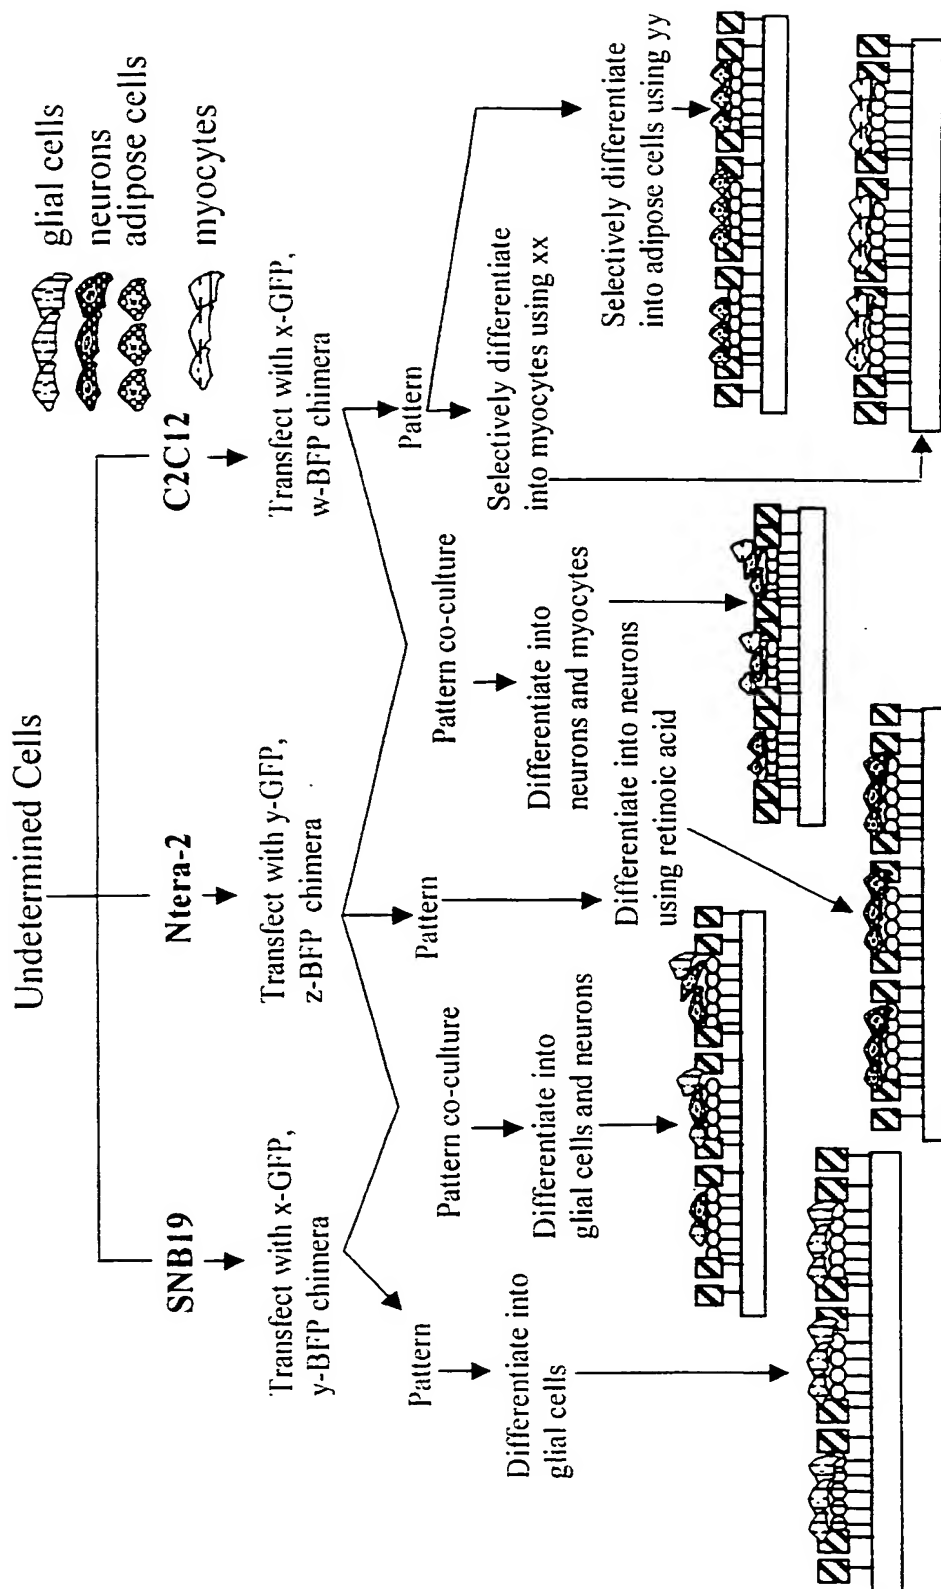 Undetermined Cells
glial cells
neurons
adipose cells
myocytes
SNB19
Ntera-2
C2C12
Transfect with x-GFP,
y-BFP chimera
Transfect with y-GFP,
z-BFP chimera
Transfect with x-GFP,
w-BFP chimera
Pattern
Pattern co-culture
Pattern
Pattern co-culture
Pattern
Differentiate into
glial cells
Differentiate into
glial cells and neurons
Differentiate into neurons
using retinoic acid
Differentiate into
neurons and myocytes
Selectively differentiate
into myocytes using xx
Selectively differentiate
into adipose cells using yy